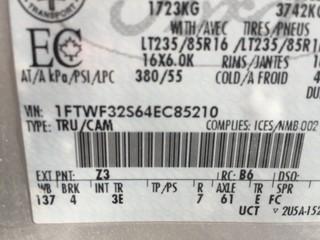 TRANSPORT
1723KG 3742KG
WITH/AVEC TIRES/PNEUS
EC LT235/85R16 /LT235/85R16
16X6.0K RIMS/JANTES
AT/A kPa/PSI/LPC 380/55 COLD/A FROID
VIN: 1FTWF32S64EC85210
TYPE: TRU/CAM COMPLIES: ICES/NMB-002
EXT PNT: Z3 RC: B6 DSO:
WB BRK INT TR TP/PS R AXLE TR SPR
137 4 3E 7 61 E FC
UCT